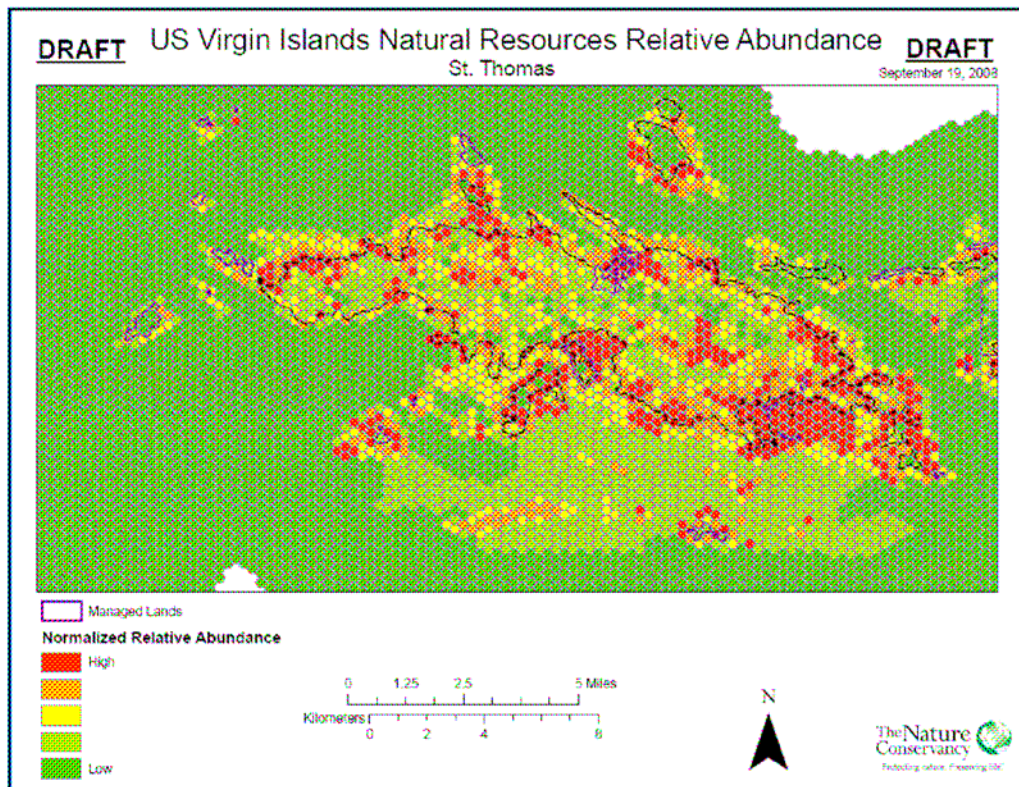 DRAFT US Virgin Islands Natural Resources Relative Abundance DRAFT
St. Thomas
September 19, 2008
Managed Lands
Normalized Relative Abundance
High
Low
0 1.25 2.5 5 Miles
Kilometers
0 2 4 8
N
The Nature Conservancy
Protecting nature. Preserving life.